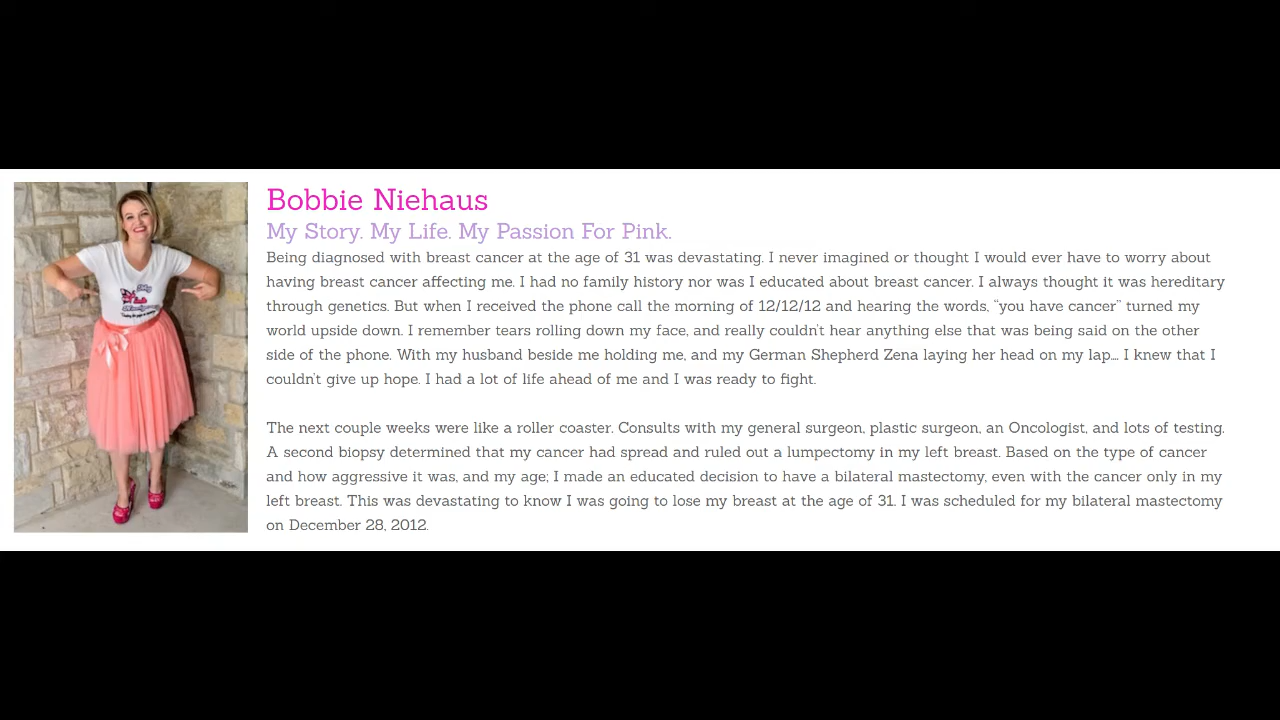 Bobbie Niehaus
My Story. My Life. My Passion For Pink.
Being diagnosed with breast cancer at the age of 31 was devastating. I never imagined or thought I would ever have to worry about
having breast cancer affecting me. I had no family history nor was I educated about breast cancer. I always thought it was hereditary
through genetics. But when I received the phone call the morning of 12/12/12 and hearing the words, “you have cancer” turned my
world upside down. I remember tears rolling down my face, and really couldn’t hear anything else that was being said on the other
side of the phone. With my husband beside me holding me, and my German Shepherd Zena laying her head on my lap.... I knew that I
couldn’t give up hope. I had a lot of life ahead of me and I was ready to fight.
The next couple weeks were like a roller coaster. Consults with my general surgeon, plastic surgeon, an Oncologist, and lots of testing.
A second biopsy determined that my cancer had spread and ruled out a lumpectomy in my left breast. Based on the type of cancer
and how aggressive it was, and my age; I made an educated decision to have a bilateral mastectomy, even with the cancer only in my
left breast. This was devastating to know I was going to lose my breast at the age of 31. I was scheduled for my bilateral mastectomy
on December 28, 2012.